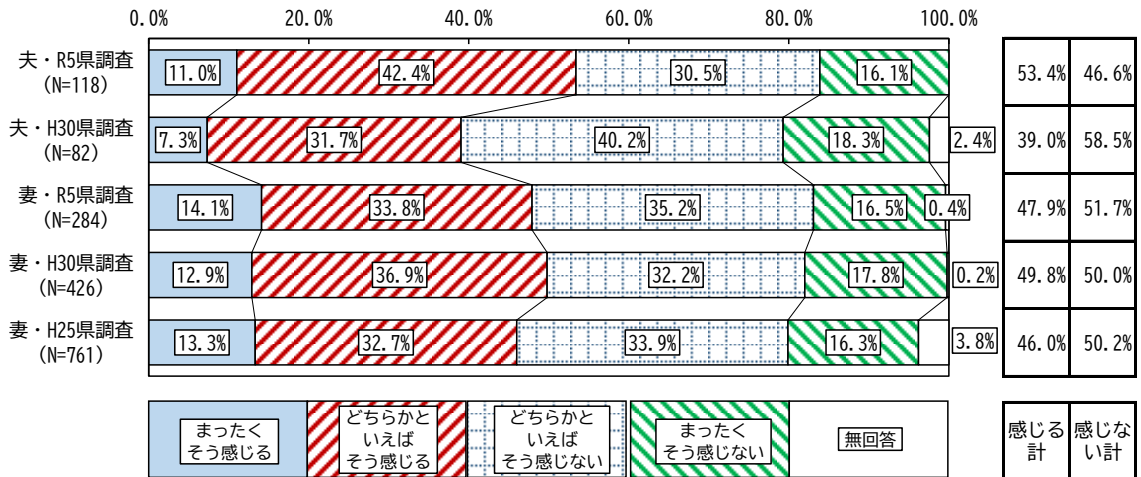 0.0% 20.0% 40.0% 60.0% 80.0% 100.0%
夫・R5県調査
(N=118)
11.0% 42.4% 30.5% 16.1% 53.4% 46.6%
夫・H30県調査
(N=82)
7.3% 31.7% 40.2% 18.3% 2.4% 39.0% 58.5%
妻・R5県調査
(N=284)
14.1% 33.8% 35.2% 16.5% 0.4% 47.9% 51.7%
妻・H30県調査
(N=426)
12.9% 36.9% 32.2% 17.8% 0.2% 49.8% 50.0%
妻・H25県調査
(N=761)
13.3% 32.7% 33.9% 16.3% 3.8% 46.0% 50.2%
まったく
そう感じる
どちらかと
いえば
そう感じる
どちらかと
いえば
そう感じない
まったく
そう感じない
無回答
感じる
計
感じな
い計